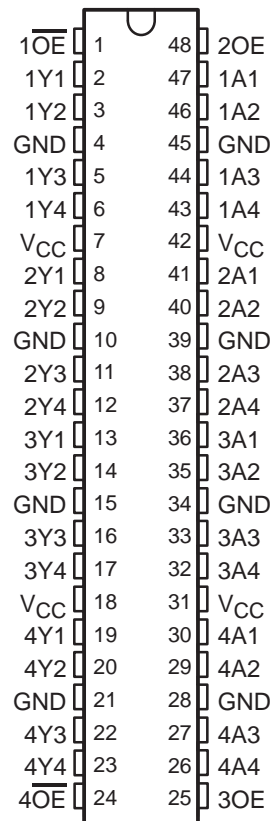 1O̅E̅ 1 48 2OE
1Y1 2 47 1A1
1Y2 3 46 1A2
GND 4 45 GND
1Y3 5 44 1A3
1Y4 6 43 1A4
VCC 7 42 VCC
2Y1 8 41 2A1
2Y2 9 40 2A2
GND 10 39 GND
2Y3 11 38 2A3
2Y4 12 37 2A4
3Y1 13 36 3A1
3Y2 14 35 3A2
GND 15 34 GND
3Y3 16 33 3A3
3Y4 17 32 3A4
VCC 18 31 VCC
4Y1 19 30 4A1
4Y2 20 29 4A2
GND 21 28 GND
4Y3 22 27 4A3
4Y4 23 26 4A4
4O̅E̅ 24 25 3OE